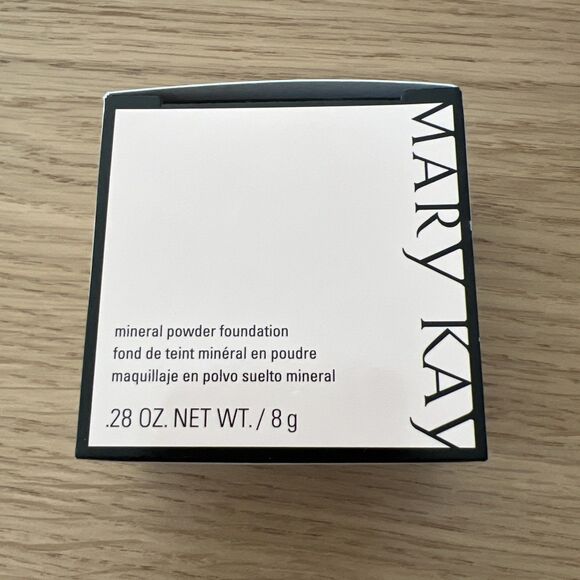 MARY KAY
mineral powder foundation
fond de teint minéral en poudre
maquillaje en polvo suelto mineral
.28 OZ. NET WT. / 8 g